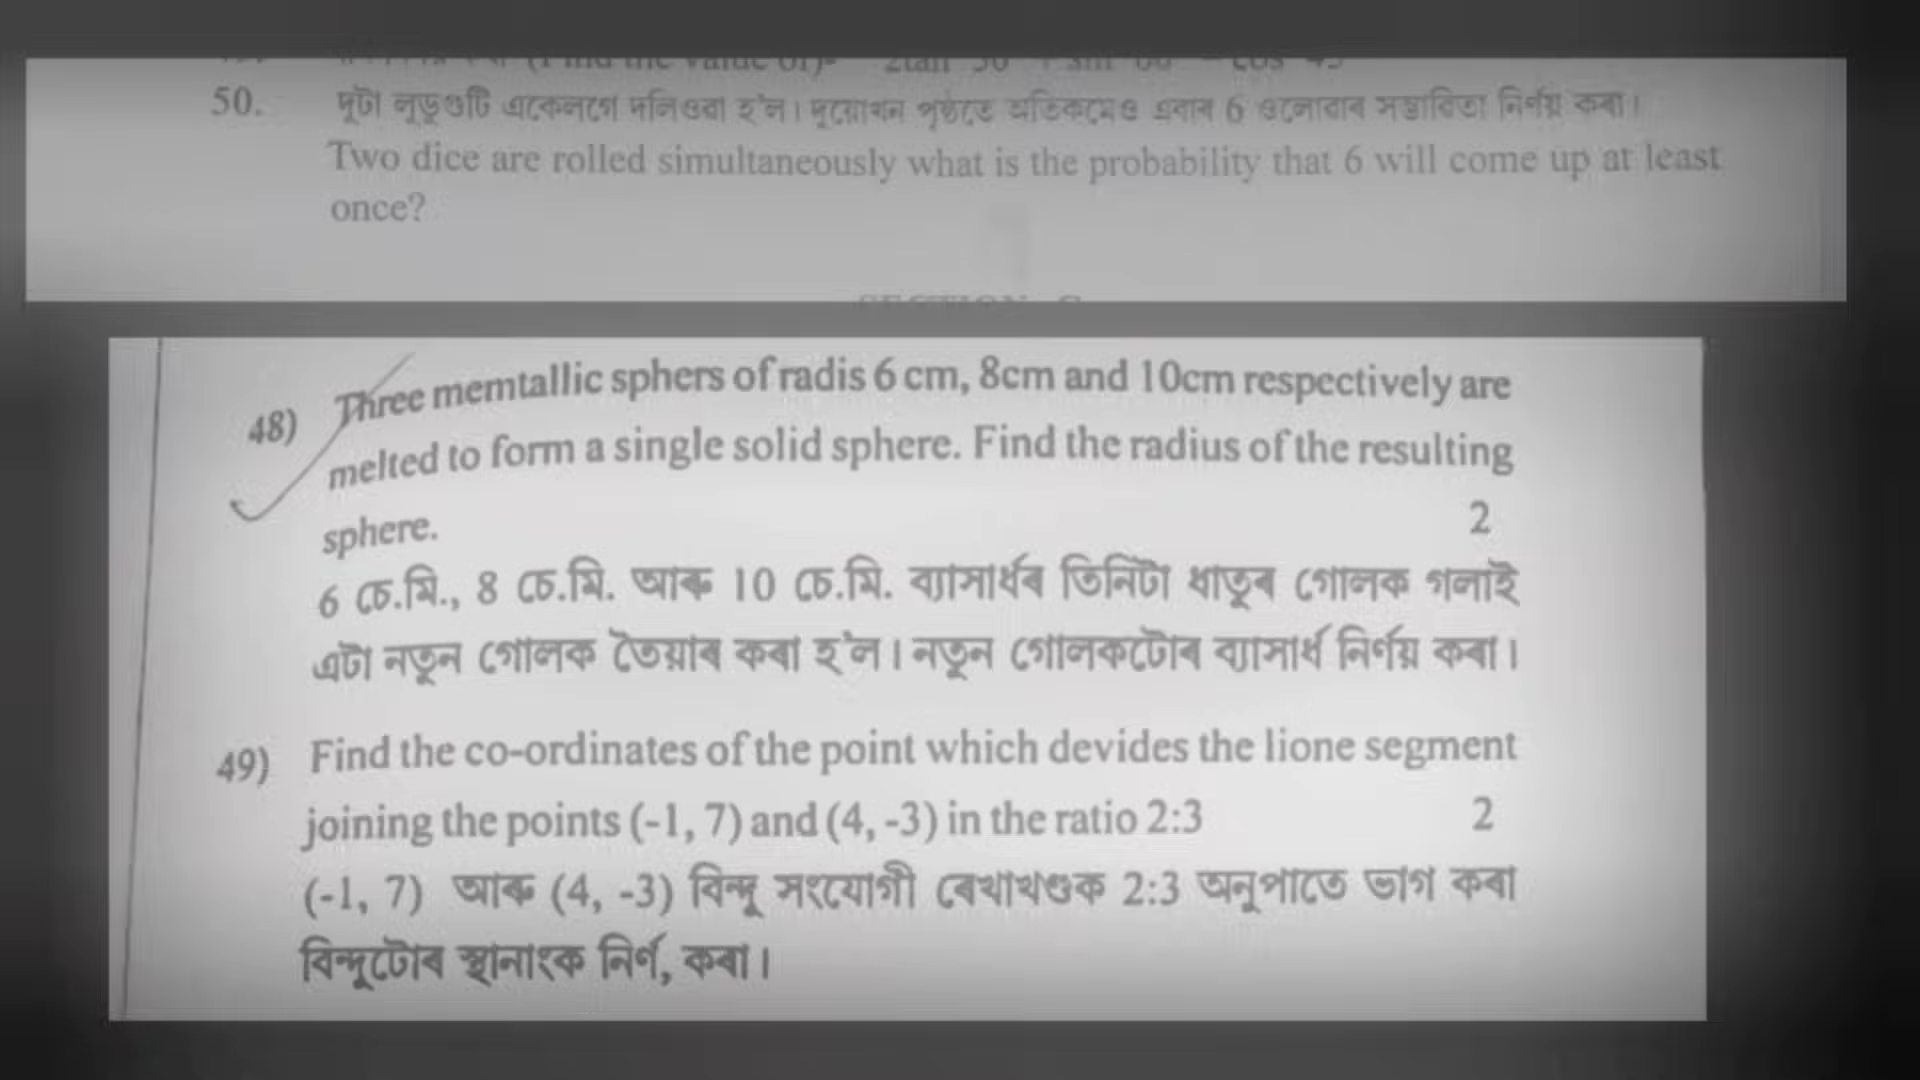 50. দুটা লুডুগুটি একেলগে দলিওৱা হ'ল। দুয়োখন পৃষ্ঠতে অতিকমেও এবাৰ 6 ওলোৱাৰ সম্ভাৱিতা নিৰ্ণয় কৰা।
Two dice are rolled simultaneously what is the probability that 6 will come up at least
once?
48) Three memtallic sphers of radis 6 cm, 8cm and 10cm respectively are
melted to form a single solid sphere. Find the radius of the resulting
sphere. 2
6 চে.মি., 8 চে.মি. আৰু 10 চে.মি. ব্যাসাৰ্ধৰ তিনিটা ধাতুৰ গোলক গলাই
এটা নতুন গোলক তৈয়াৰ কৰা হ'ল। নতুন গোলকটোৰ ব্যাসাৰ্ধ নিৰ্ণয় কৰা।
49) Find the co-ordinates of the point which devides the lione segment
joining the points (-1, 7) and (4, -3) in the ratio 2:3 2
(-1, 7) আৰু (4, -3) বিন্দু সংযোগী ৰেখাখণ্ডক 2:3 অনুপাতে ভাগ কৰা
বিন্দুটোৰ স্থানাংক নিৰ্ণ, কৰা।